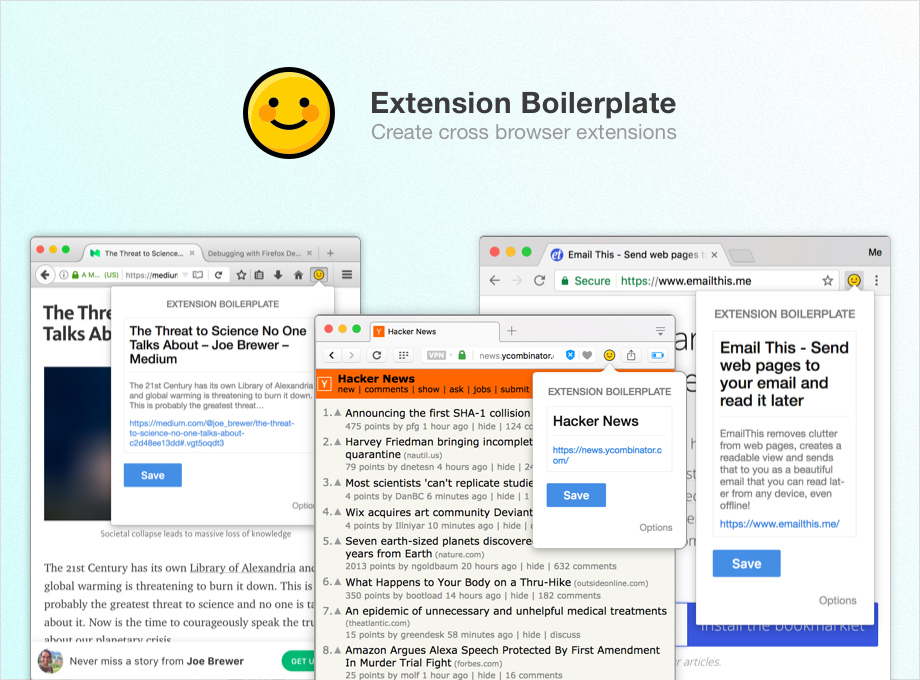 Extension Boilerplate
Create cross browser extensions
The Threat to Science...
Debugging with Firefox De...
A M... (US)
https://medium
The Thre
Talks Ab
EXTENSION BOILERPLATE
The Threat to Science No One
Talks About – Joe Brewer –
Medium
The 21st Century has its own Library of Alexandria
and global warming is threatening to burn it down.
This is probably the greatest threat...
https://medium.com/@joe_brewer/the-threat-
to-science-no-one-talks-about-
c2d48ee13dd#.vgt5oqdt3
Save
Optio
Societal collapse leads to massive loss of knowledge
The 21st Century has its own Library of Alexandria and
global warming is threatening to burn it down. This is
probably the greatest threat to science and no one is ta
about it. Now is the time to courageously speak the tru
about our planetary crisis.
Never miss a story from Joe Brewer
GET U
Hacker News
VPN
news.ycombinator.
Y
Hacker News
new | comments | show | ask | jobs | submit
1. Announcing the first SHA-1 collision
475 points by pfg 1 hour ago | hide | 124 co
2. Harvey Friedman bringing incomplet
quarantine (nautil.us)
79 points by dnetesn 4 hours ago | hide | 24
3. Most scientists 'can't replicate studie
4 points by DanBC 6 minutes ago | hide | 1
4. Wix acquires art community Deviant
4 points by Illniyar 10 minutes ago | hide |
5. Seven earth-sized planets discovere
years from Earth (nature.com)
2013 points by ngoldbaum 20 hours ago | hide | 632 comments
6. What Happens to Your Body on a Thru-Hike (outsideonline.com)
350 points by bootload 14 hours ago | hide | 182 comments
7. An epidemic of unnecessary and unhelpful medical treatments
(theatlantic.com)
15 points by greendesk 58 minutes ago | hide | discuss
8. Amazon Argues Alexa Speech Protected By First Amendment
In Murder Trial Fight (forbes.com)
25 points by molf 1 hour ago | hide | 16 comments
EXTENSION BOILERPLATE
Hacker News
https://news.ycombinator.c
om/
Save
Options
Email This - Send web pages t
Me
Secure
https://www.emailthis.me
EXTENSION BOILERPLATE
Email This - Send
web pages to
your email and
read it later
EmailThis removes clutter
from web pages, creates a
readable view and sends
that to you as a beautiful
email that you can read lat-
er from any device, even
offline!
https://www.emailthis.me/
Save
Options
Install the bookmarklet
r articles.